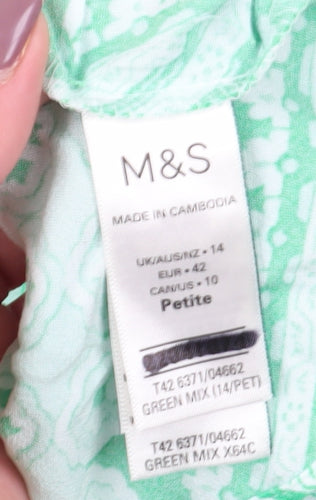 M&S
MADE IN CAMBODIA
UK/AUS/NZ • 14
EUR • 42
CAN/US • 10
Petite
T42 6371/04662
GREEN MIX (14/PET)
T42 6371/04662
GREEN MIX X64C